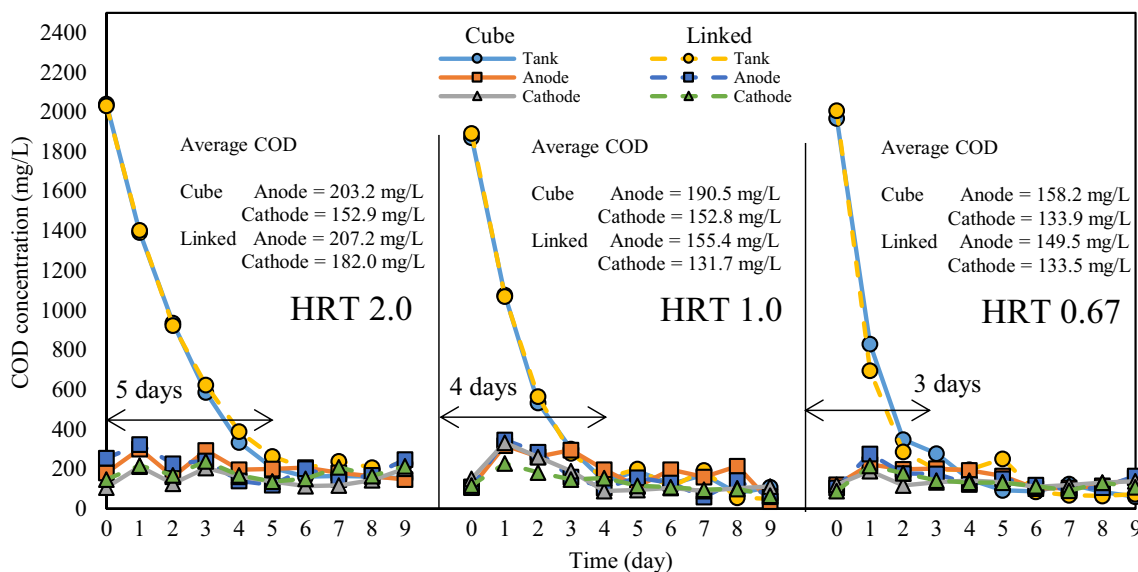 COD concentration (mg/L)
2400
2200
2000
1800
1600
1400
1200
1000
800
600
400
200
0
Cube
Tank
Anode
Cathode
Linked
Tank
Anode
Cathode
Average COD
Cube Anode = 203.2 mg/L
Cathode = 152.9 mg/L
Linked Anode = 207.2 mg/L
Cathode = 182.0 mg/L
HRT 2.0
5 days
Average COD
Cube Anode = 190.5 mg/L
Cathode = 152.8 mg/L
Linked Anode = 155.4 mg/L
Cathode = 131.7 mg/L
HRT 1.0
4 days
Average COD
Cube Anode = 158.2 mg/L
Cathode = 133.9 mg/L
Linked Anode = 149.5 mg/L
Cathode = 133.5 mg/L
HRT 0.67
3 days
0 1 2 3 4 5 6 7 8 9 0 1 2 3 4 5 6 7 8 9 0 1 2 3 4 5 6 7 8 9
Time (day)